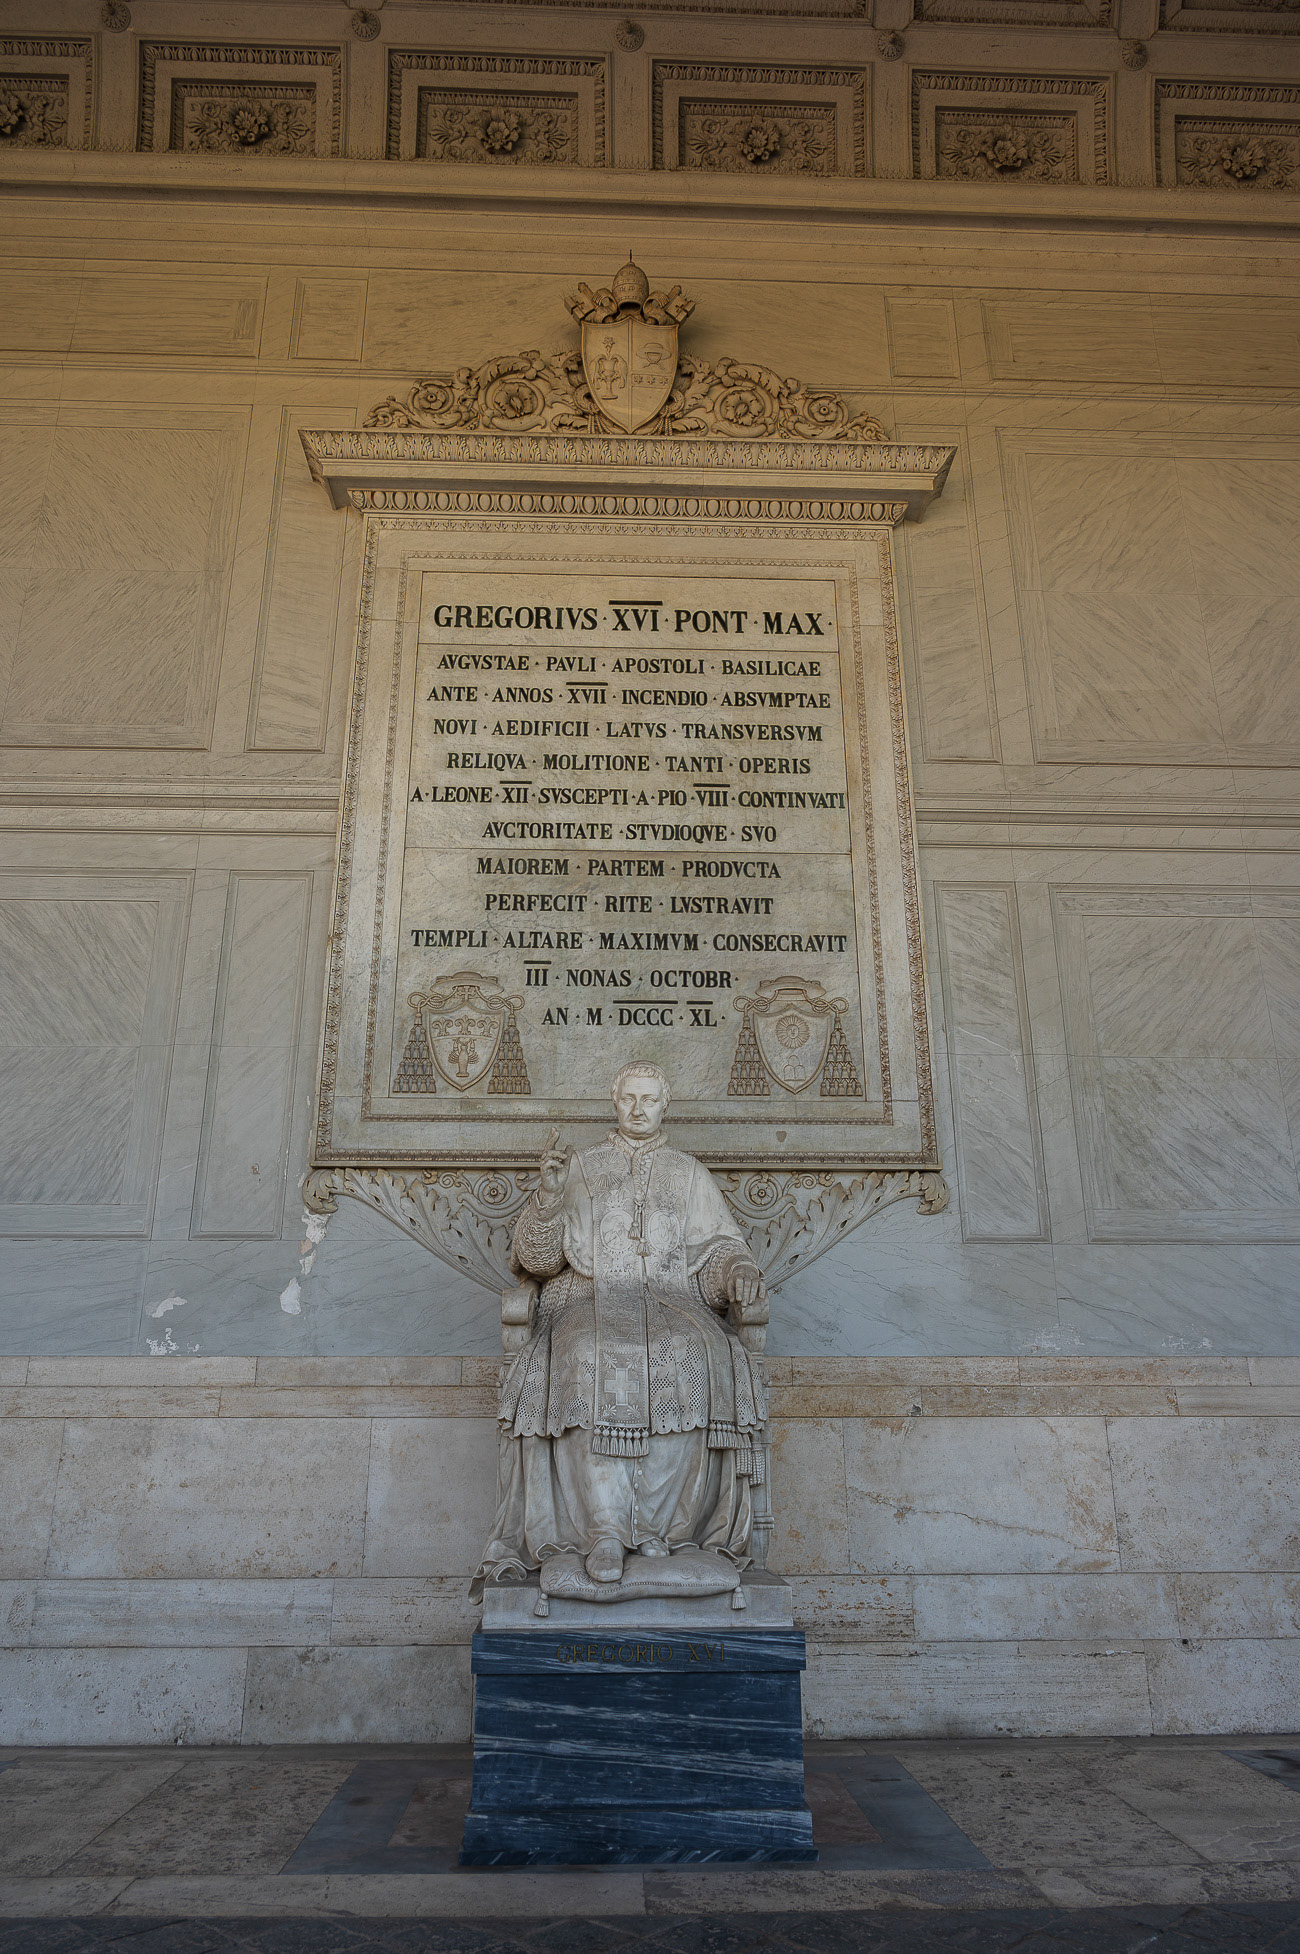 GREGORIVS · XVI · PONT · MAX ·
AVGVSTAE · PAVLI · APOSTOLI · BASILICAE
ANTE · ANNOS · XVII · INCENDIO · ABSVMPTAE
NOVI · AEDIFICII · LATVS · TRANSVERSVM
RELIQVA · MOLITIONE · TANTI · OPERIS
A · LEONE · XII · SVSCEPTI · A · PIO · VIII · CONTINVATI
AVCTORITATE · STVDIOQVE · SVO
MAIOREM · PARTEM · PRODVCTA
PERFECIT · RITE · LVSTRAVIT
TEMPLI · ALTARE · MAXIMVM · CONSECRAVIT
III · NONAS · OCTOBR ·
AN · M · DCCC · XL ·
GREGORIO XVI